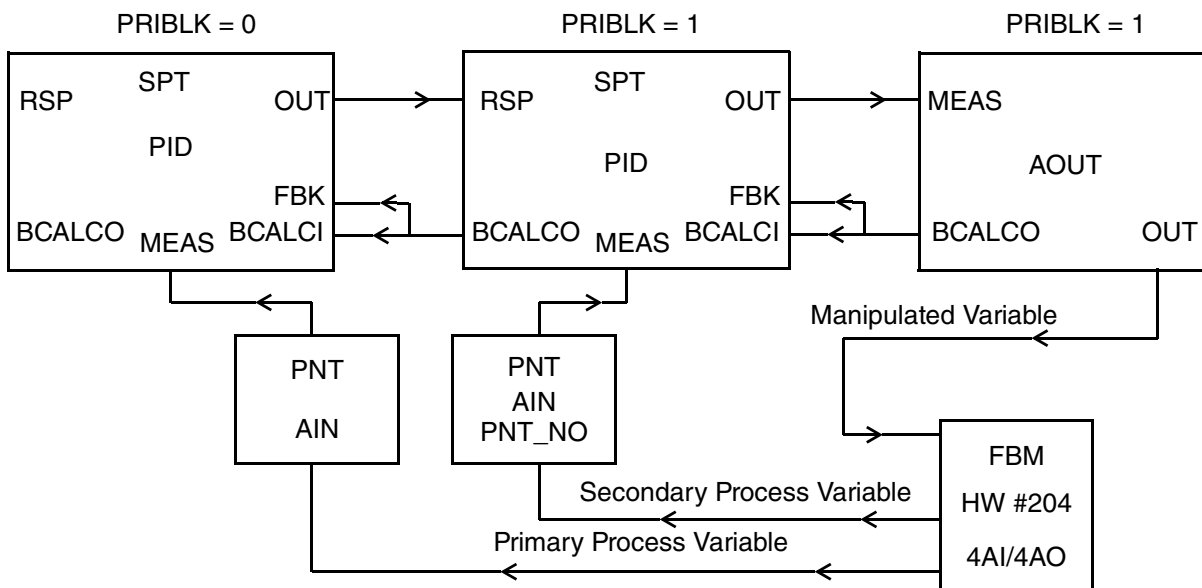 PRIBLK = 0
PRIBLK = 1
PRIBLK = 1
SPT
RSP
OUT
PID
FBK
BCALCO
MEAS
BCALCI
SPT
RSP
OUT
PID
FBK
BCALCO
MEAS
BCALCI
MEAS
AOUT
BCALCO
OUT
Manipulated Variable
PNT
AIN
PNT
AIN
PNT_NO
FBM
HW #204
4AI/4AO
Secondary Process Variable
Primary Process Variable